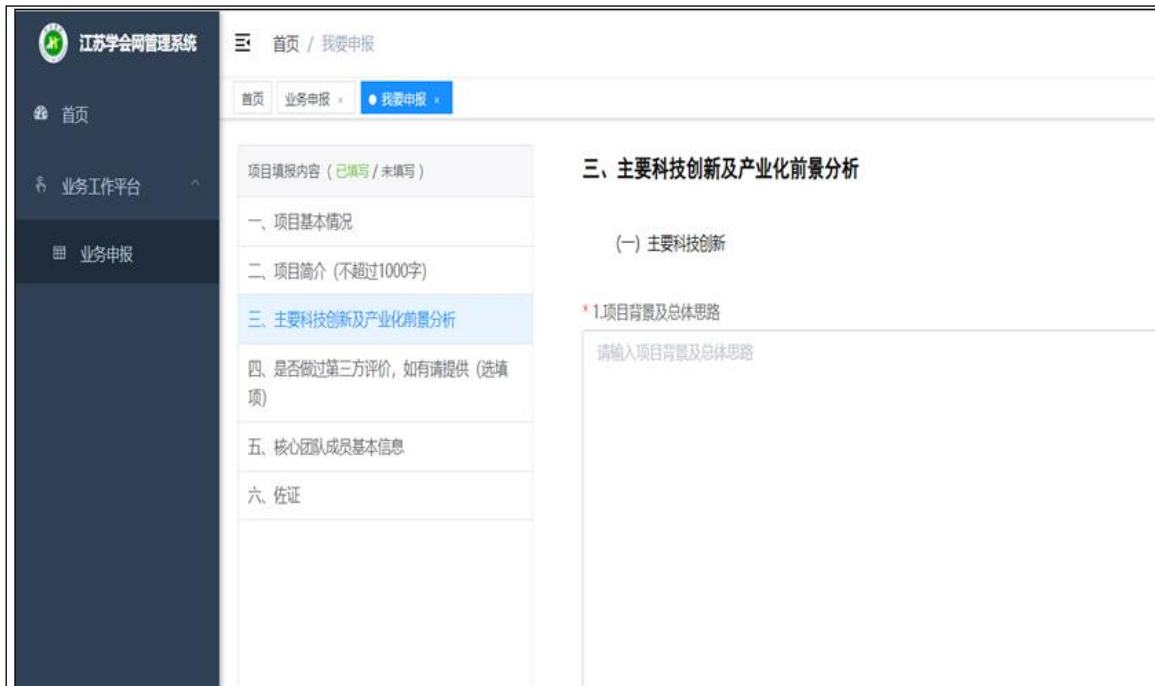 江苏学会网管理系统
首页 / 我要申报
首页
业务申报 ×
我要申报 ×
首页
业务工作平台
业务申报
项目填报内容 ( 已填写 / 未填写 )
一、项目基本情况
二、项目简介 (不超过1000字)
三、主要科技创新及产业化前景分析
四、是否做过第三方评价, 如有请提供 (选填
项)
五、核心团队成员基本信息
六、佐证
三、主要科技创新及产业化前景分析
(一) 主要科技创新
* 1.项目背景及总体思路
请输入项目背景及总体思路